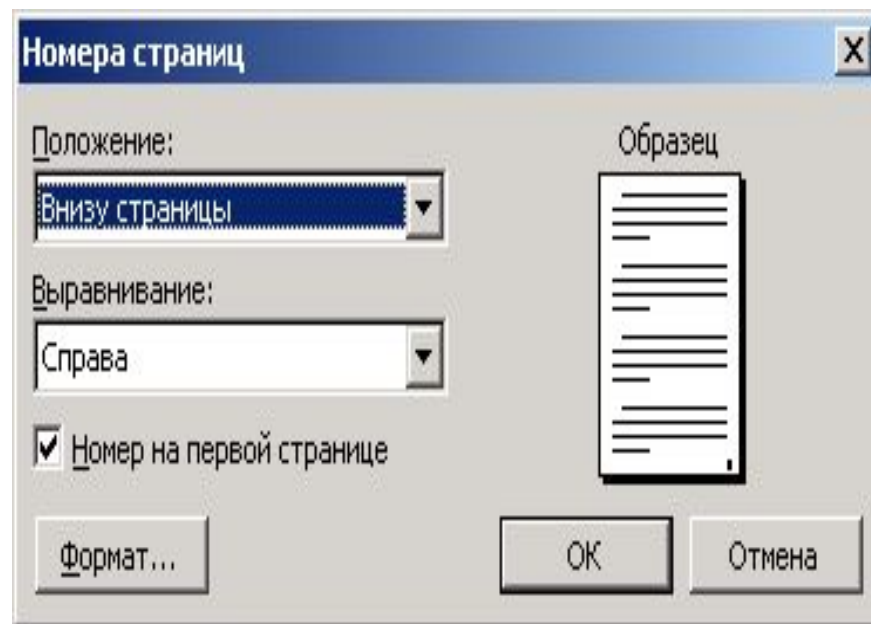 Номера страниц
Положение:
Образец
Внизу страницы
Выравнивание:
Справа
Номер на первой странице
Формат...
ОК
Отмена